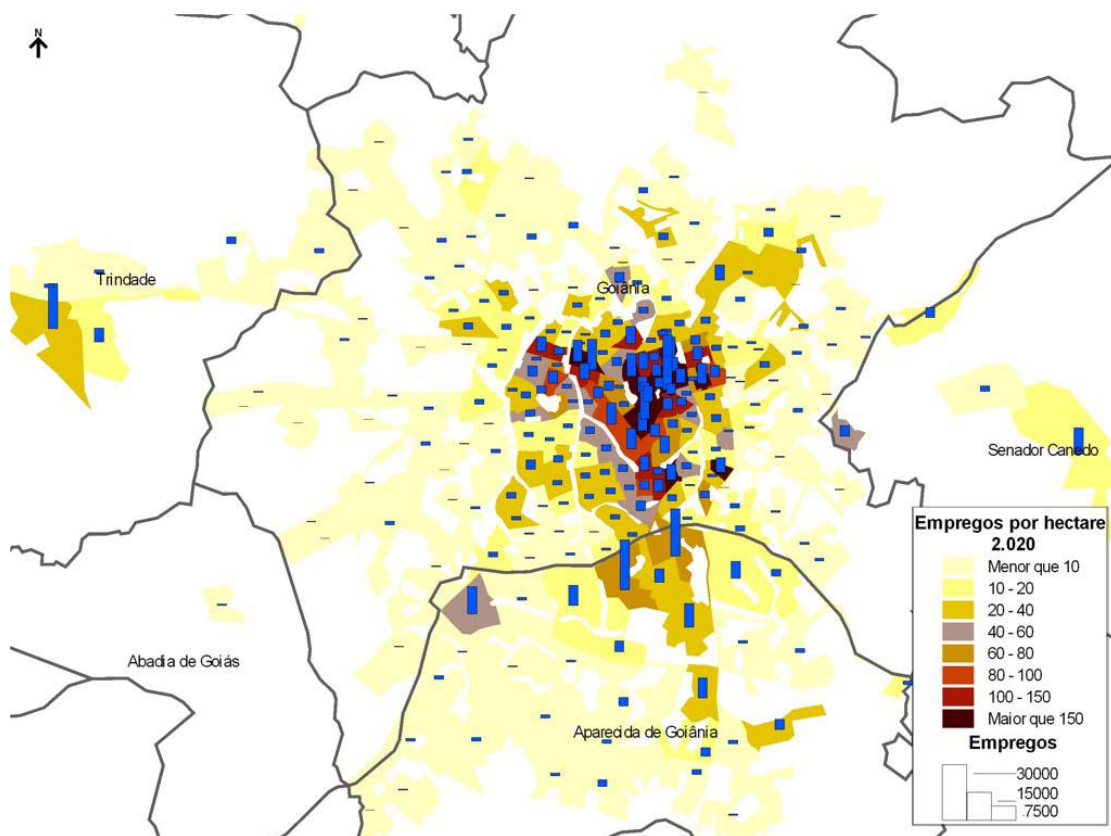 N
Goiânia
Trindade
Senador Canedo
Abadia de Goiás
Aparecida de Goiânia
Empregos por hectare
2.020
Menor que 10
10 - 20
20 - 40
40 - 60
60 - 80
80 - 100
100 - 150
Maior que 150
Empregos
30000
15000
7500